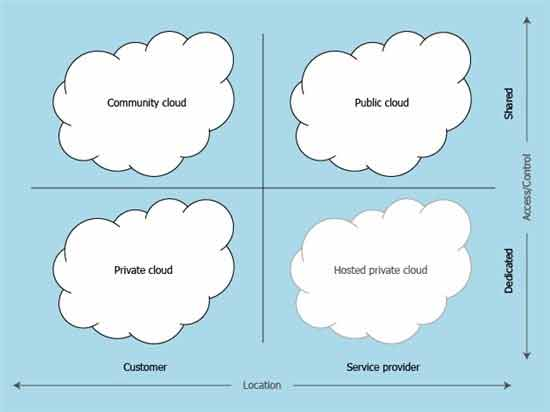 Community cloud
Public cloud
Shared
Access/Control
Private cloud
Hosted private cloud
Dedicated
Customer
Service provider
Location